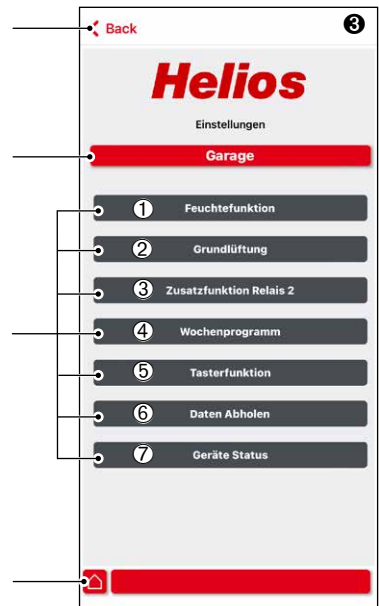 Back ❸
Helios
Einstellungen
Garage
① Feuchtefunktion
② Grundlüftung
③ Zusatzfunktion Relais 2
④ Wochenprogramm
⑤ Tasterfunktion
⑥ Daten Abholen
⑦ Geräte Status